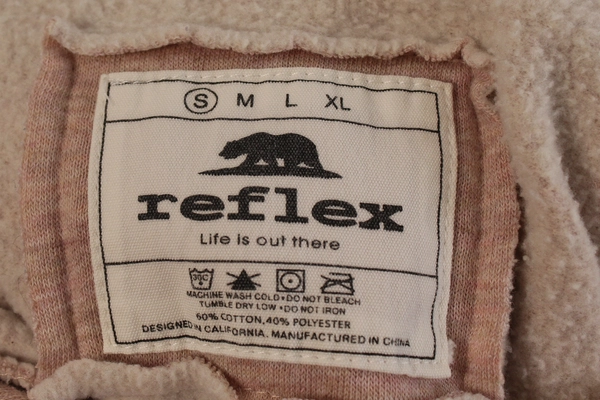 S M L XL
reflex
Life is out there
30C
MACHINE WASH COLD•DO NOT BLEACH
TUMBLE DRY LOW •DO NOT IRON
60% COTTON, 40% POLYESTER
DESIGNED IN CALIFORNIA. MANUFACTURED IN CHINA